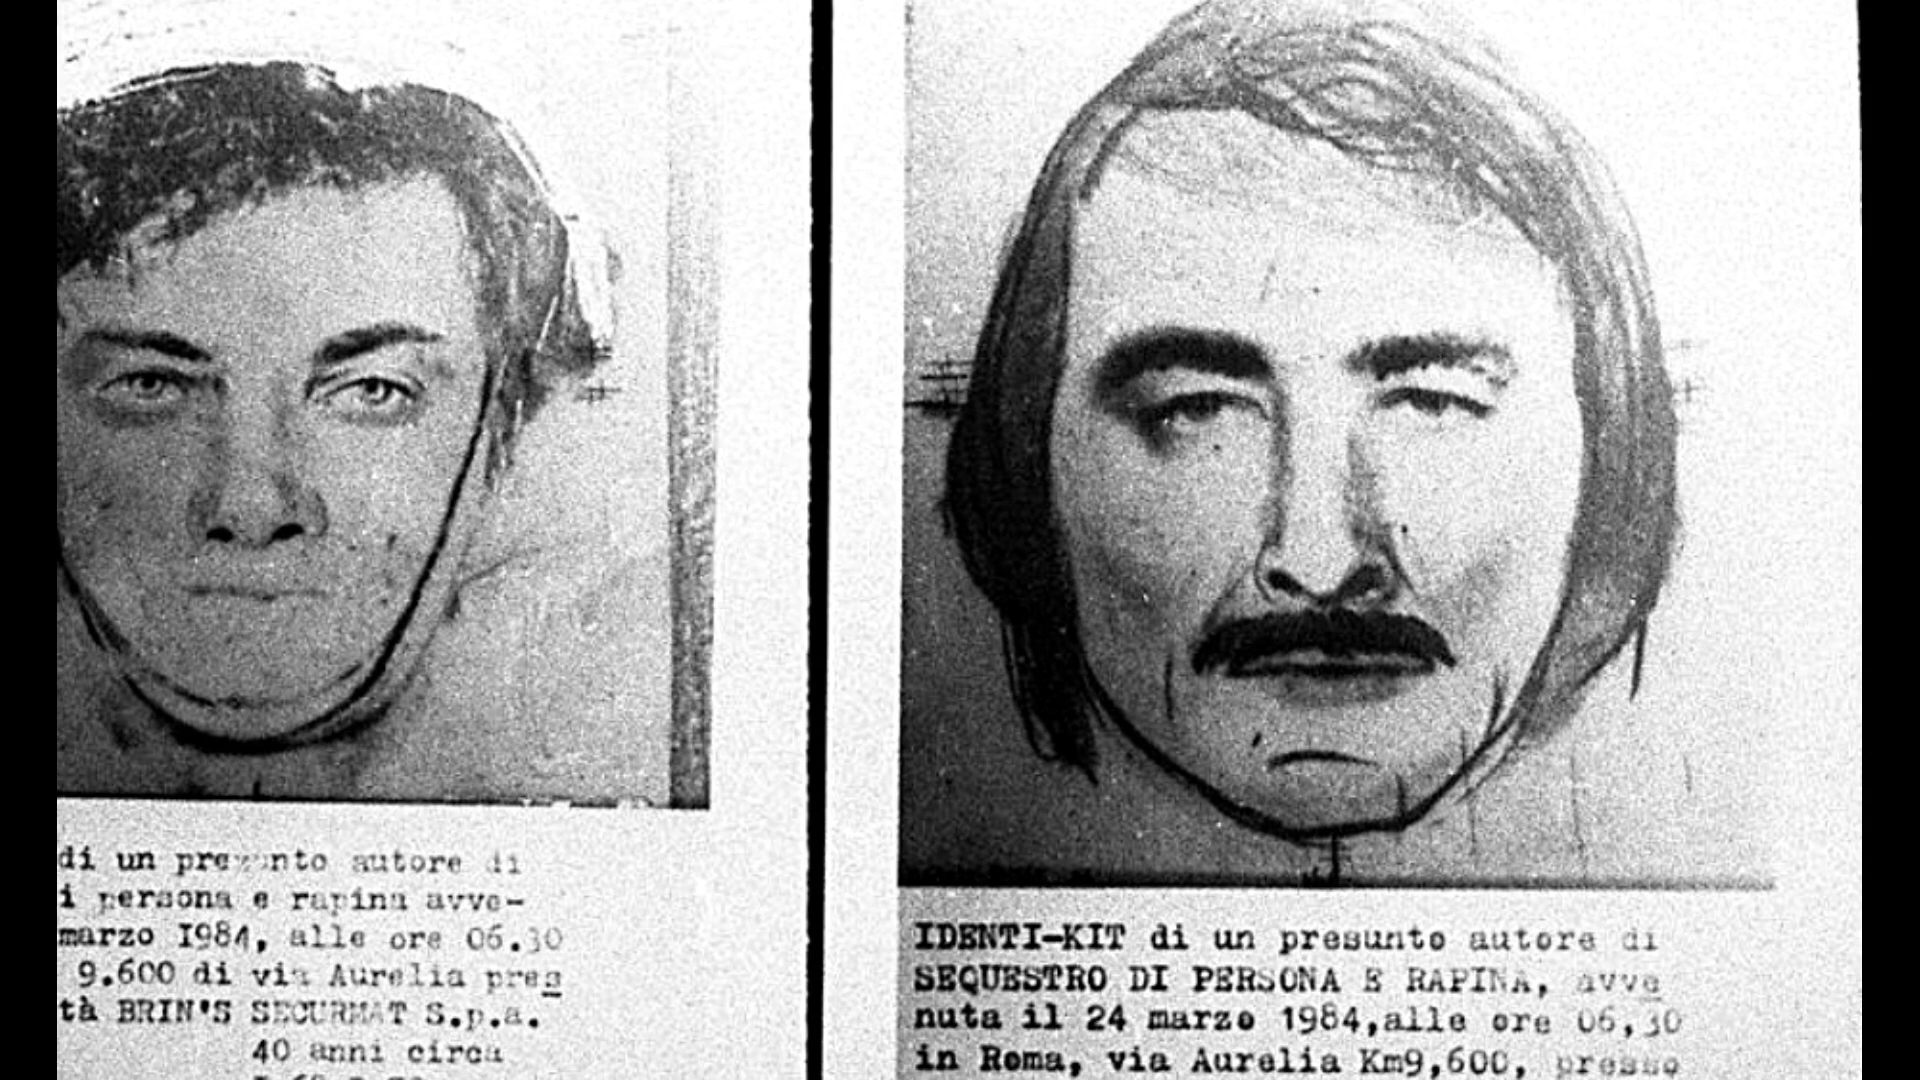 di un presunto autore di
i persona e rapina avve-
marzo 1984, alle ore 06.30
9.600 di via Aurelia pres
tà BRIN'S SECURMAT S.p.a.
40 anni circa
IDENTI-KIT di un presunto autore di
SEQUESTRO DI PERSONA E RAPINA, avve
nuta il 24 marzo 1984,alle ore 06,30
in Roma, via Aurelia Km9,600, presso